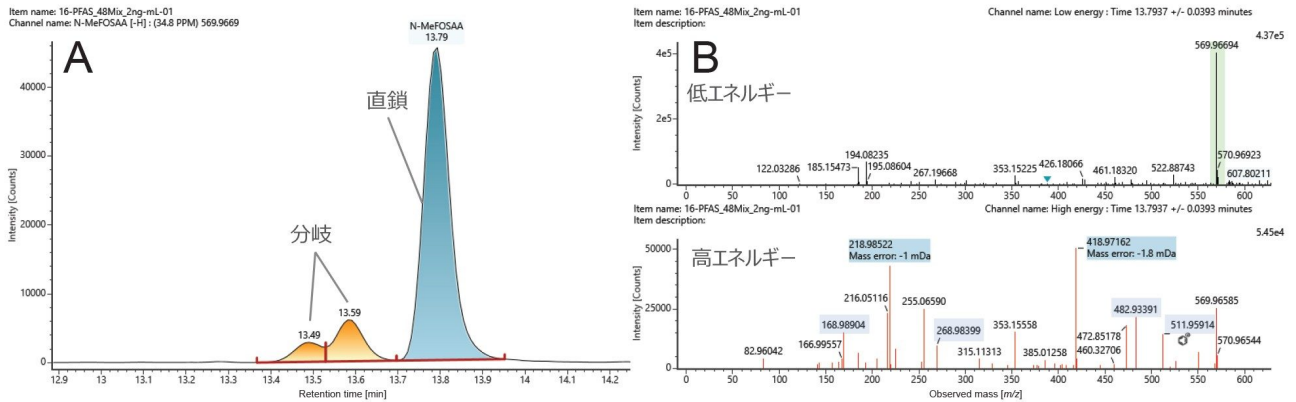 Item name: 16-PFAS_48Mix_2ng-mL-01
Channel name: N-MeFOSAA [-H] : (34.8 PPM) 569.9669
A
N-MeFOSAA
13.79
直鎖
分岐
13.49
13.59
Intensity [Counts]
40000
30000
20000
10000
0
12.9 13 13.1 13.2 13.3 13.4 13.5 13.6 13.7 13.8 13.9 14 14.1 14.2
Retention time [min]
Item name: 16-PFAS_48Mix_2ng-mL-01 Channel name: Low energy : Time 13.7937 +/- 0.0393 minutes
Item description:
4.37e5
B
低エネルギー
Intensity [Counts]
4e5
2e5
0
569.96694
122.03286
185.15473
194.08235
195.08604
267.19668
353.15225
426.18066
461.18320
522.88743
570.96923
607.80211
0 50 100 150 200 250 300 350 400 450 500 550 600
Item name: 16-PFAS_48Mix_2ng-mL-01 Channel name: High energy : Time 13.7937 +/- 0.0393 minutes
Item description:
5.45e4
高エネルギー
Intensity [Counts]
50000
25000
0
218.98522
Mass error: -1 mDa
418.97162
Mass error: -1.8 mDa
216.05116
255.06590
168.98904
166.99557
82.96042
268.98399
315.11313
353.15558
385.01258
472.85178
460.32706
482.93391
511.95914
569.96585
570.96544
0 50 100 150 200 250 300 350 400 450 500 550 600
Observed mass [m/z]